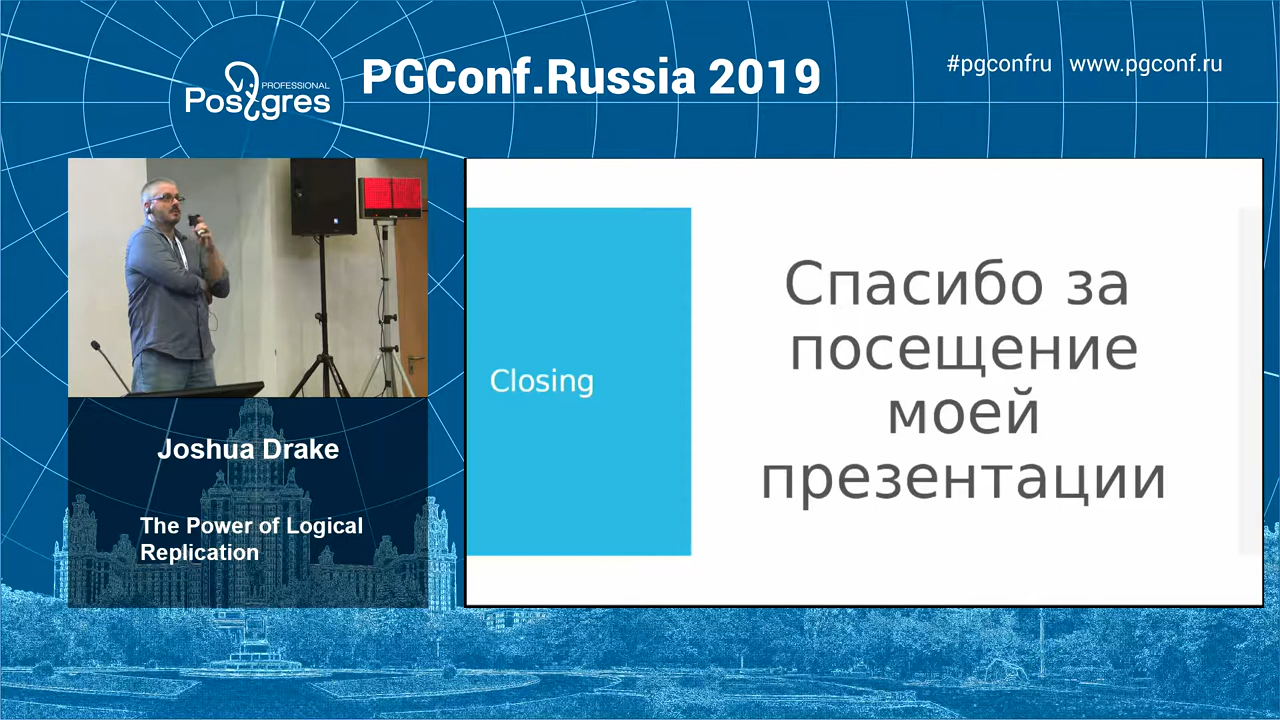 PROFESSIONAL
Postgres
PGConf.Russia 2019
#pgconfru www.pgconf.ru
Joshua Drake
The Power of Logical
Replication
Closing
Спасибо за
посещение
моей
презентации